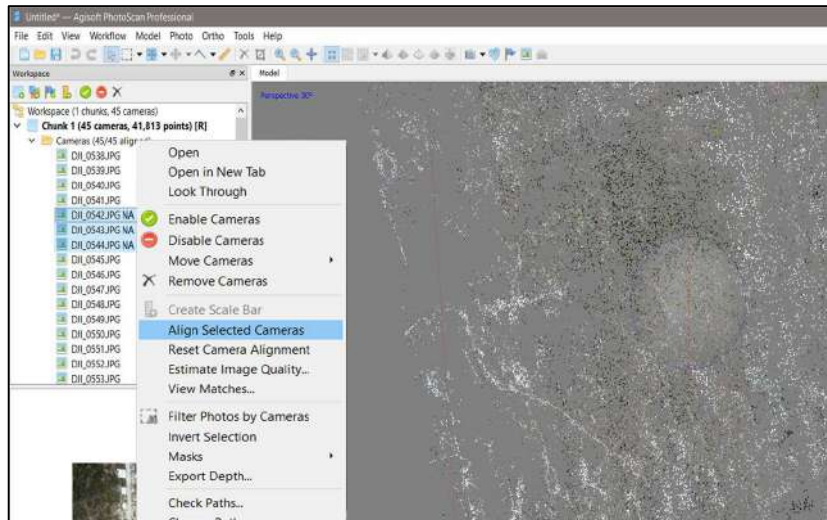 Untitled* — Agisoft PhotoScan Professional
File Edit View Workflow Model Photo Ortho Tools Help
Workspace
Model
Perspective 30°
Workspace (1 chunks, 45 cameras)
Chunk 1 (45 cameras, 41,813 points) [R]
Cameras (45/45
DJI_0538.JPG
DJI_0539.JPG
DJI_0540.JPG
DJI_0541.JPG
DJI_0542.JPG NA
DJI_0543.JPG NA
DJI_0544.JPG NA
DJI_0545.JPG
DJI_0546.JPG
DJI_0547.JPG
DJI_0548.JPG
DJI_0549.JPG
DJI_0550.JPG
DJI_0551.JPG
DJI_0552.JPG
DJI_0553.JPG
Open
Open in New Tab
Look Through
Enable Cameras
Disable Cameras
Move Cameras
Remove Cameras
Create Scale Bar
Align Selected Cameras
Reset Camera Alignment
Estimate Image Quality...
View Matches...
Filter Photos by Cameras
Invert Selection
Masks
Export Depth...
Check Paths...